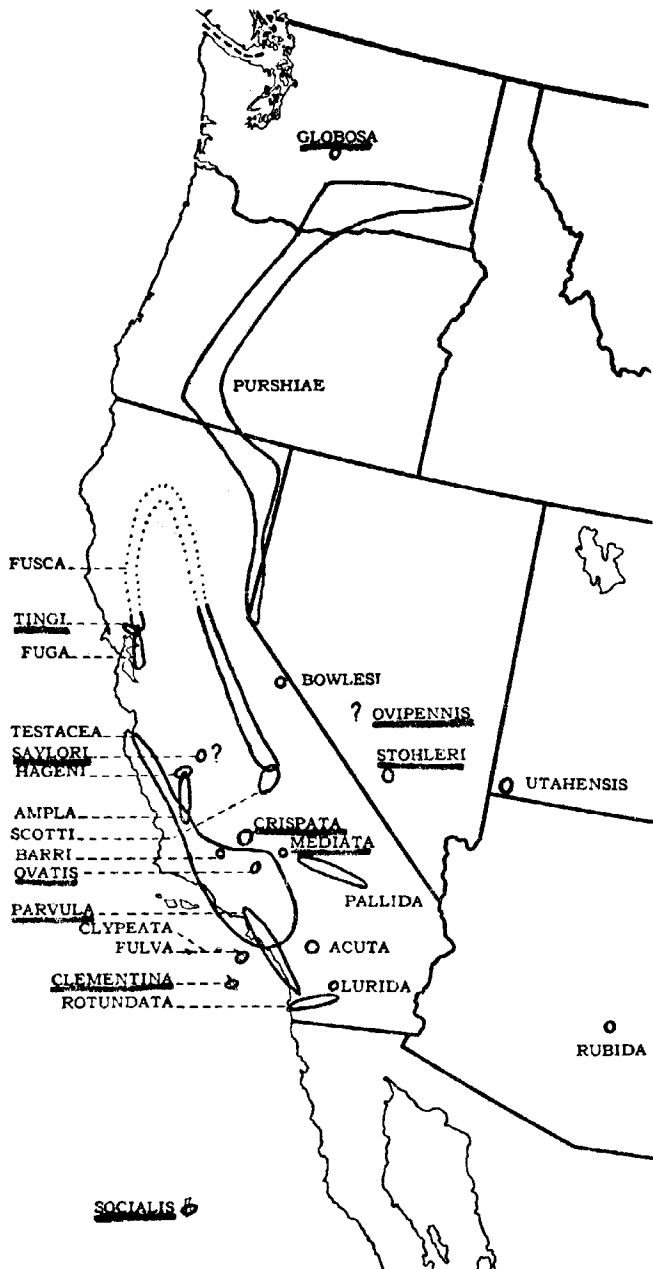 GLOBOSA
PURSHIAE
FUSCA
TINGI
FUGA
BOWLESI
? OVIPENNIS
TESTACEA
SAYLORI ?
STOHLERI
HAGENI
UTAHENSIS
AMPLA
CRISPATA
SCOTTI
MEDIATA
BARRI
OVATIS
PALLIDA
PARVULA
CLYPEATA
ACUTA
FULVA
CLEMENTINA
LURIDA
ROTUNDATA
RUBIDA
SOCIALIS